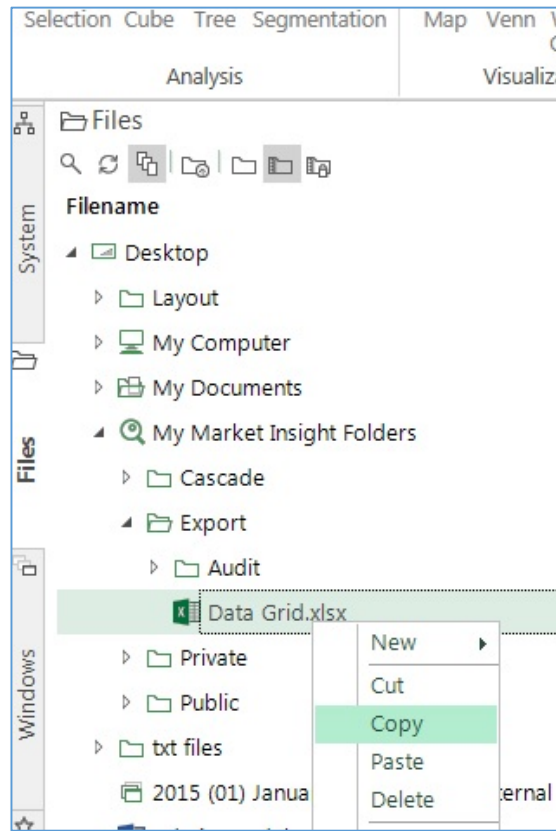 Selection Cube Tree Segmentation Map Venn
Analysis Visualiz
Files
Filename
Desktop
Layout
My Computer
My Documents
My Market Insight Folders
Cascade
Export
Audit
Data Grid.xlsx
Private
Public
txt files
2015 (01) Janua ernal
New
Cut
Copy
Paste
Delete
System
Files
Windows